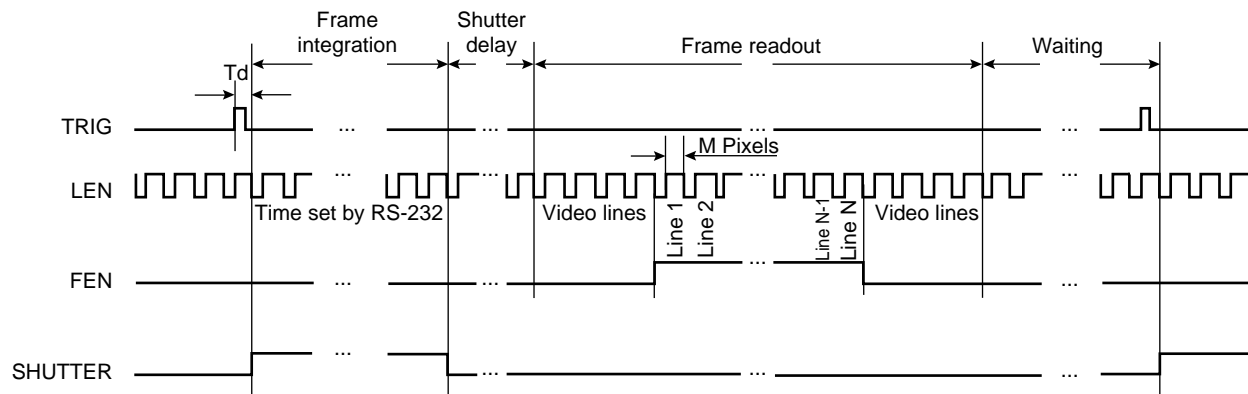 Frame
integration
Shutter
delay
Frame readout
Waiting
Td
TRIG
...
...
...
...
M Pixels
LEN
...
...
...
...
Time set by RS-232
Video lines
Line 1
Line 2
Line N-1
Line N
Video lines
FEN
...
...
...
...
SHUTTER
...
...
...
...